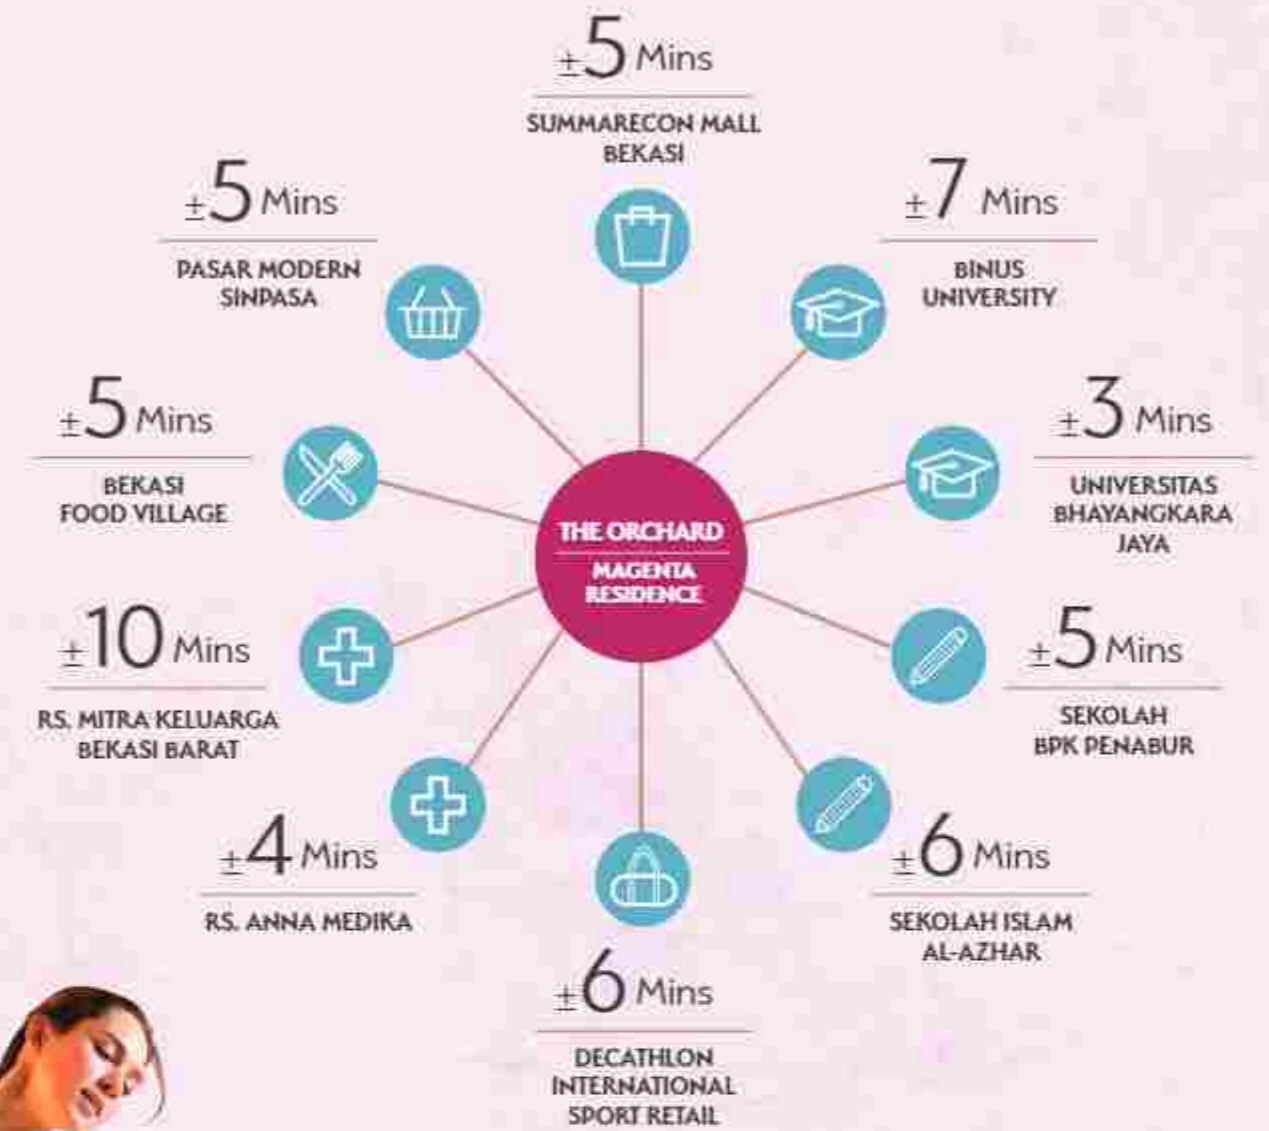 ±5 Mins
SUMMARECON MALL
BEKASI
±5 Mins
PASAR MODERN
SINPASA
±7 Mins
BINUS
UNIVERSITY
±5 Mins
BEKASI
FOOD VILLAGE
±3 Mins
UNIVERSITAS
BHAYANGKARA
JAYA
THE ORCHARD
MAGENTA
RESIDENCE
±10 Mins
RS. MITRA KELUARGA
BEKASI BARAT
±5 Mins
SEKOLAH
BPK PENABUR
±4 Mins
RS. ANNA MEDIKA
±6 Mins
SEKOLAH ISLAM
AL-AZHAR
±6 Mins
DECATHLON
INTERNATIONAL
SPORT RETAIL